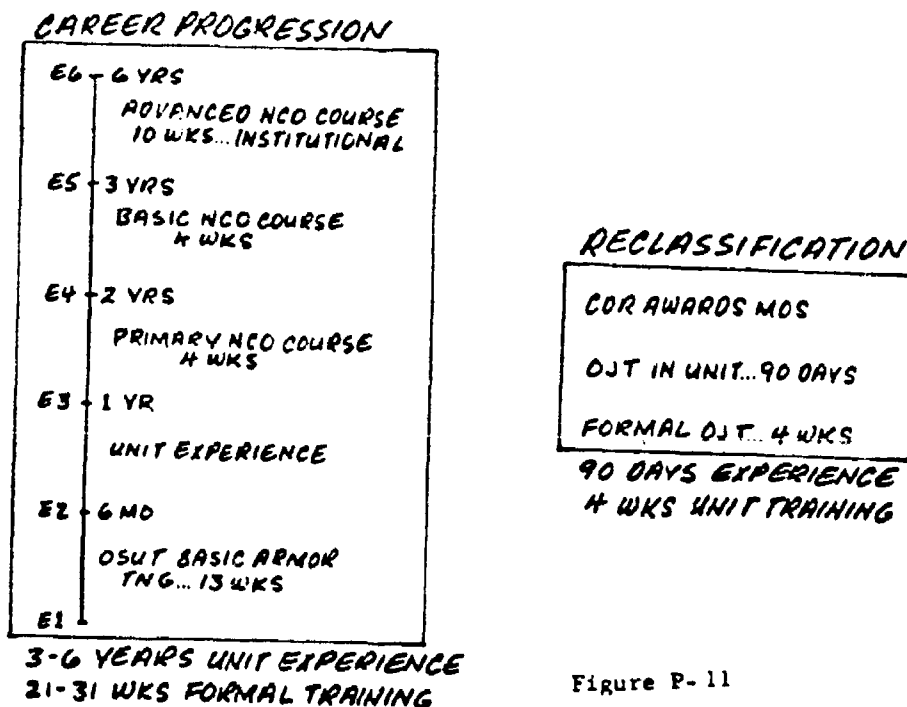 CAREER PROGRESSION
E6 6 YRS
ADVANCED NCO COURSE
10 WKS... INSTITUTIONAL
E5 3 YRS
BASIC NCO COURSE
4 WKS
E4 2 YRS
PRIMARY NCO COURSE
4 WKS
E3 1 YR
UNIT EXPERIENCE
E2 6 MO
OSUT BASIC ARMOR
TNG... 13 WKS
E1
3-6 YEARS UNIT EXPERIENCE
21-31 WKS FORMAL TRAINING
RECLASSIFICATION
CDR AWARDS MOS
OJT IN UNIT... 90 DAYS
FORMAL OJT... 4 WKS
90 DAYS EXPERIENCE
4 WKS UNIT TRAINING
Figure P-11